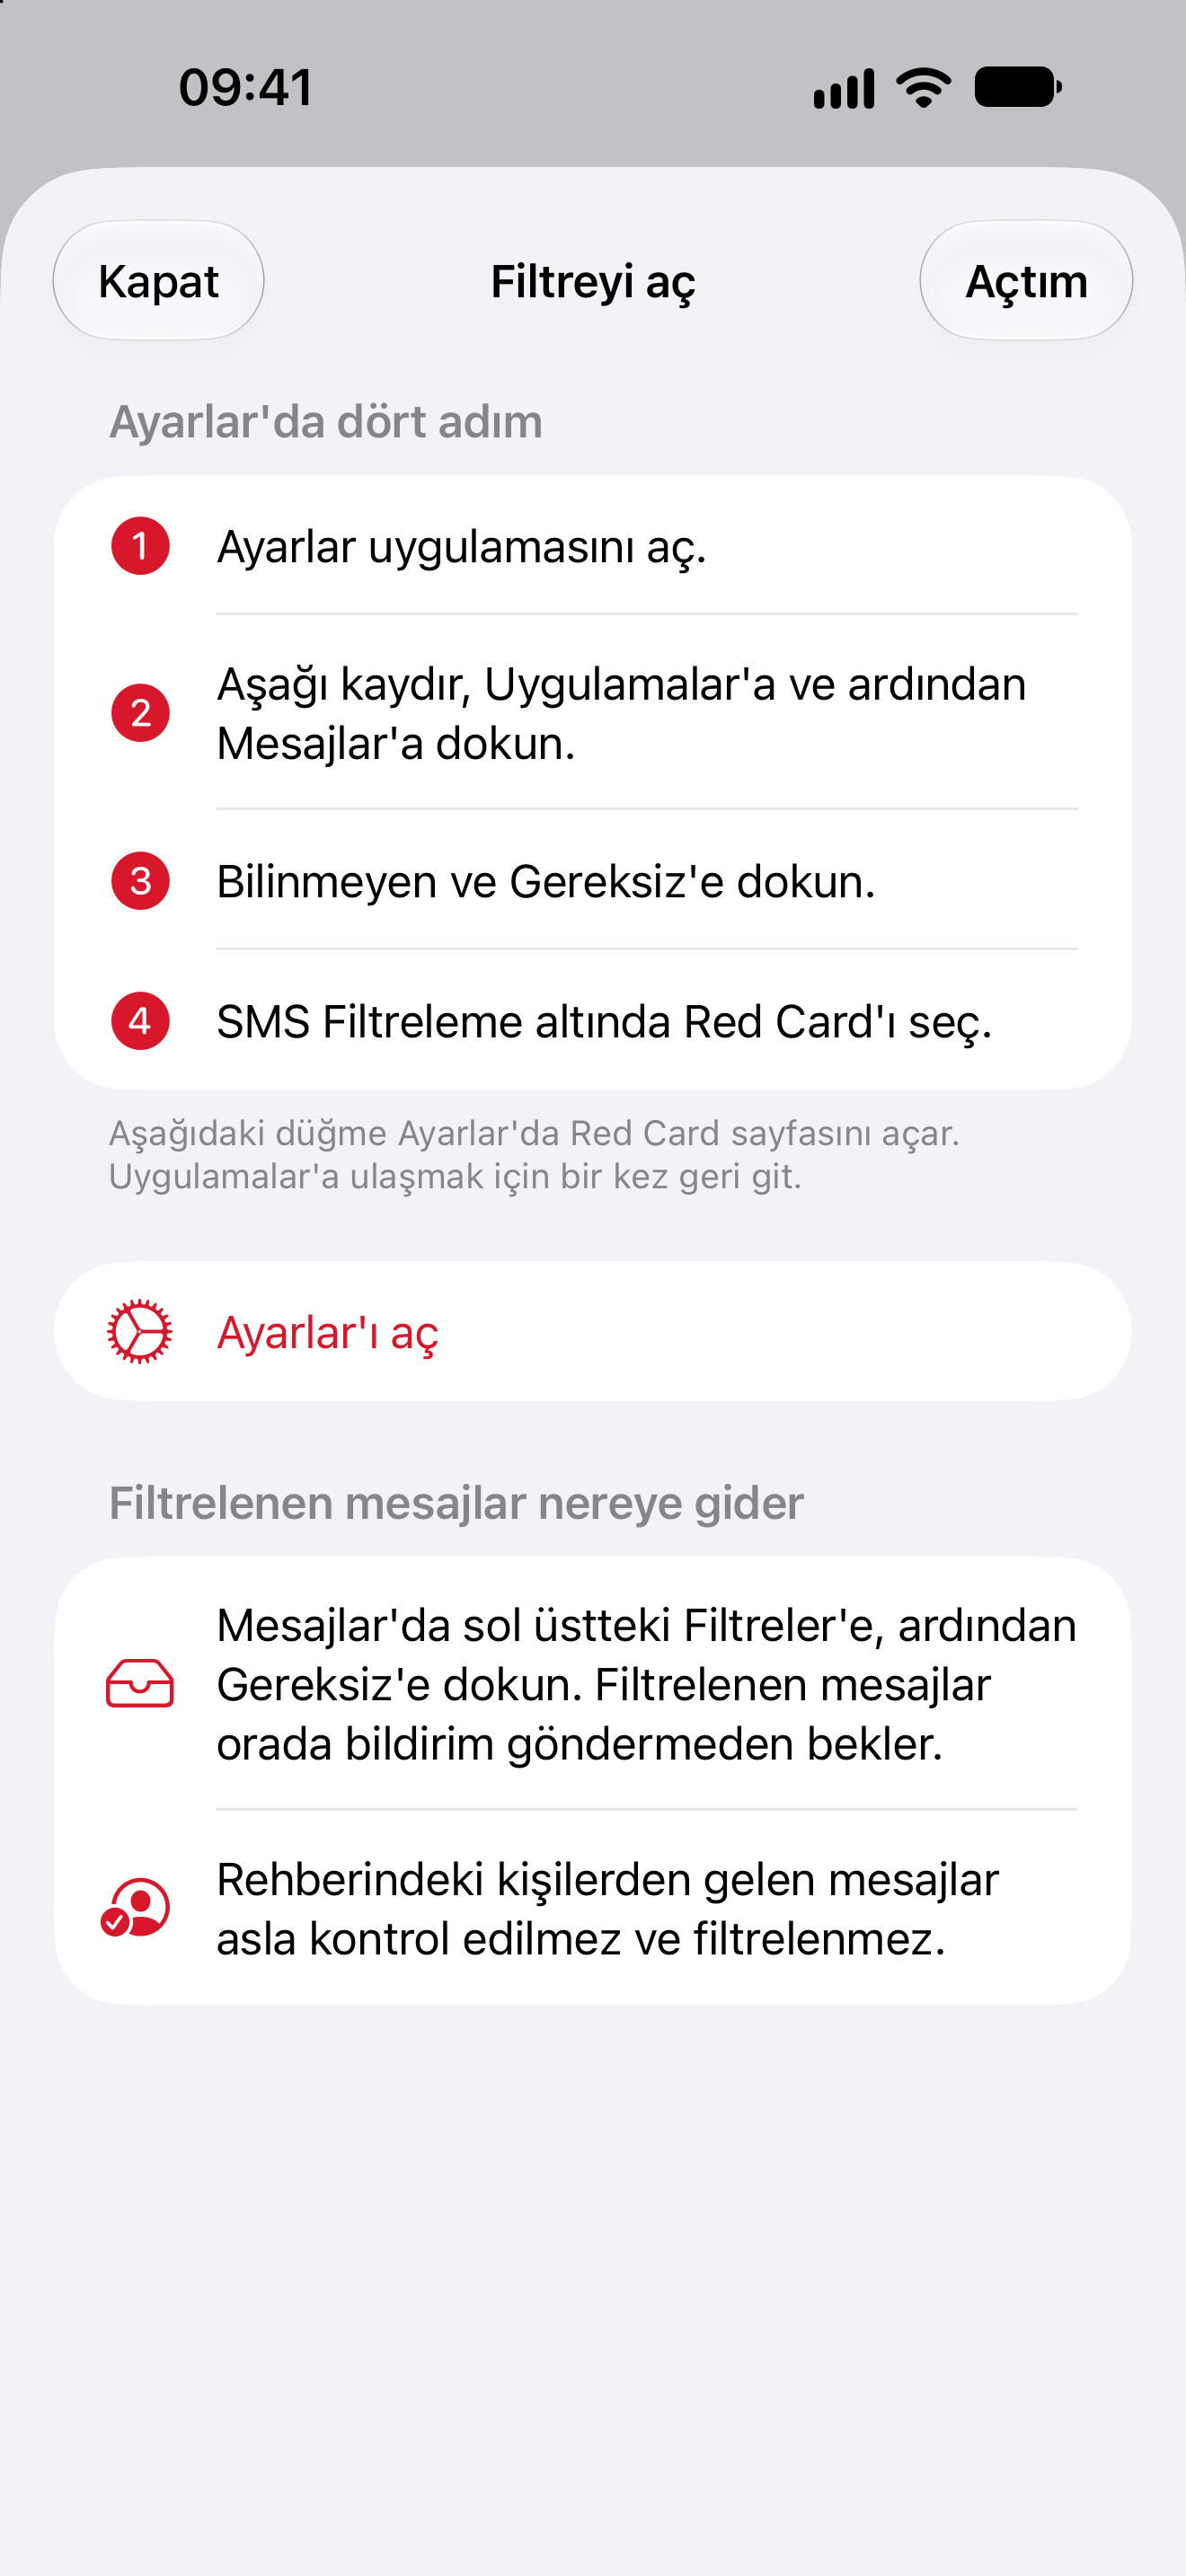 09:41
Kapat
Filtreyi aç
Açtım
Ayarlar'da dört adım
1 Ayarlar uygulamasını aç.
2 Aşağı kaydır, Uygulamalar'a ve ardından
Mesajlar'a dokun.
3 Bilinmeyen ve Gereksiz'e dokun.
4 SMS Filtreleme altında Red Card'ı seç.
Aşağıdaki düğme Ayarlar'da Red Card sayfasını açar.
Uygulamalar'a ulaşmak için bir kez geri git.
Ayarlar'ı aç
Filtrelenen mesajlar nereye gider
Mesajlar'da sol üstteki Filtreler'e, ardından
Gereksiz'e dokun. Filtrelenen mesajlar
orada bildirim göndermeden bekler.
Rehberindeki kişilerden gelen mesajlar
asla kontrol edilmez ve filtrelenmez.